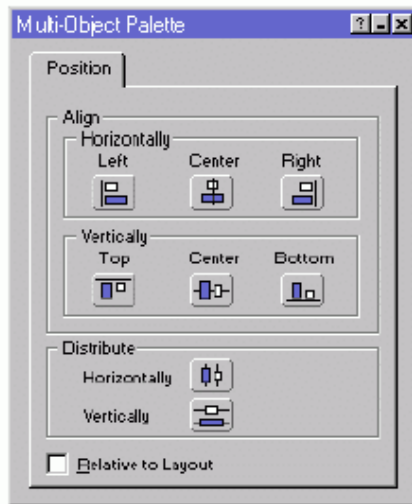 Multi-Object Palette
Position
Align
Horizontally
Left Center Right
Vertically
Top Center Bottom
Distribute
Horizontally
Vertically
Relative to Layout